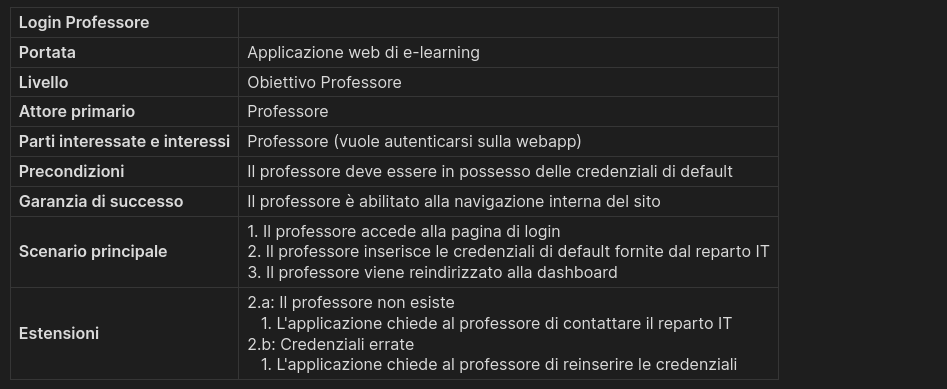 Login Professore
Portata Applicazione web di e-learning
Livello Obiettivo Professore
Attore primario Professore
Parti interessate e interessi Professore (vuole autenticarsi sulla webapp)
Precondizioni Il professore deve essere in possesso delle credenziali di default
Garanzia di successo Il professore è abilitato alla navigazione interna del sito
Scenario principale
1. Il professore accede alla pagina di login
2. Il professore inserisce le credenziali di default fornite dal reparto IT
3. Il professore viene reindirizzato alla dashboard
Estensioni
2.a: Il professore non esiste
1. L'applicazione chiede al professore di contattare il reparto IT
2.b: Credenziali errate
1. L'applicazione chiede al professore di reinserire le credenziali